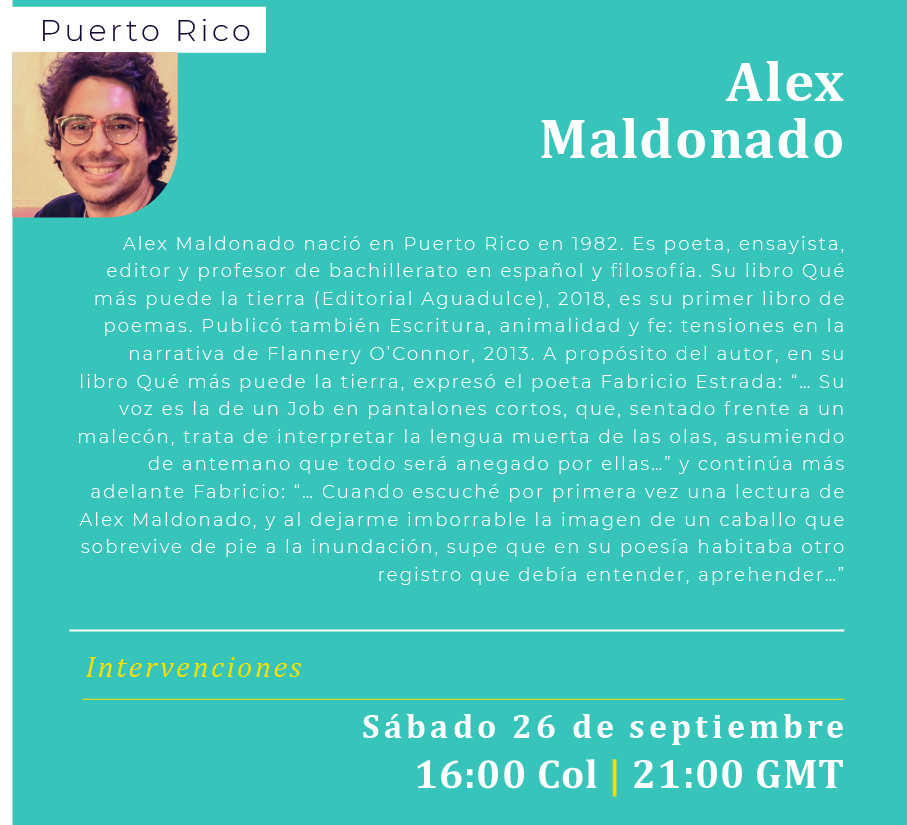 Puerto Rico
Alex
Maldonado
Alex Maldonado nació en Puerto Rico en 1982. Es poeta, ensayista,
editor y profesor de bachillerato en español y filosofía. Su libro Qué
más puede la tierra (Editorial Aguadulce), 2018, es su primer libro de
poemas. Publicó también Escritura, animalidad y fe: tensiones en la
narrativa de Flannery O’Connor, 2013. A propósito del autor, en su
libro Qué más puede la tierra, expresó el poeta Fabricio Estrada: “… Su
voz es la de un Job en pantalones cortos, que, sentado frente a un
malecón, trata de interpretar la lengua muerta de las olas, asumiendo
de antemano que todo será anegado por ellas…” y continúa más
adelante Fabricio: “… Cuando escuché por primera vez una lectura de
Alex Maldonado, y al dejarme imborrable la imagen de un caballo que
sobrevive de pie a la inundación, supe que en su poesía habitaba otro
registro que debía entender, aprehender…”
Intervenciones
Sábado 26 de septiembre
16:00 Col | 21:00 GMT